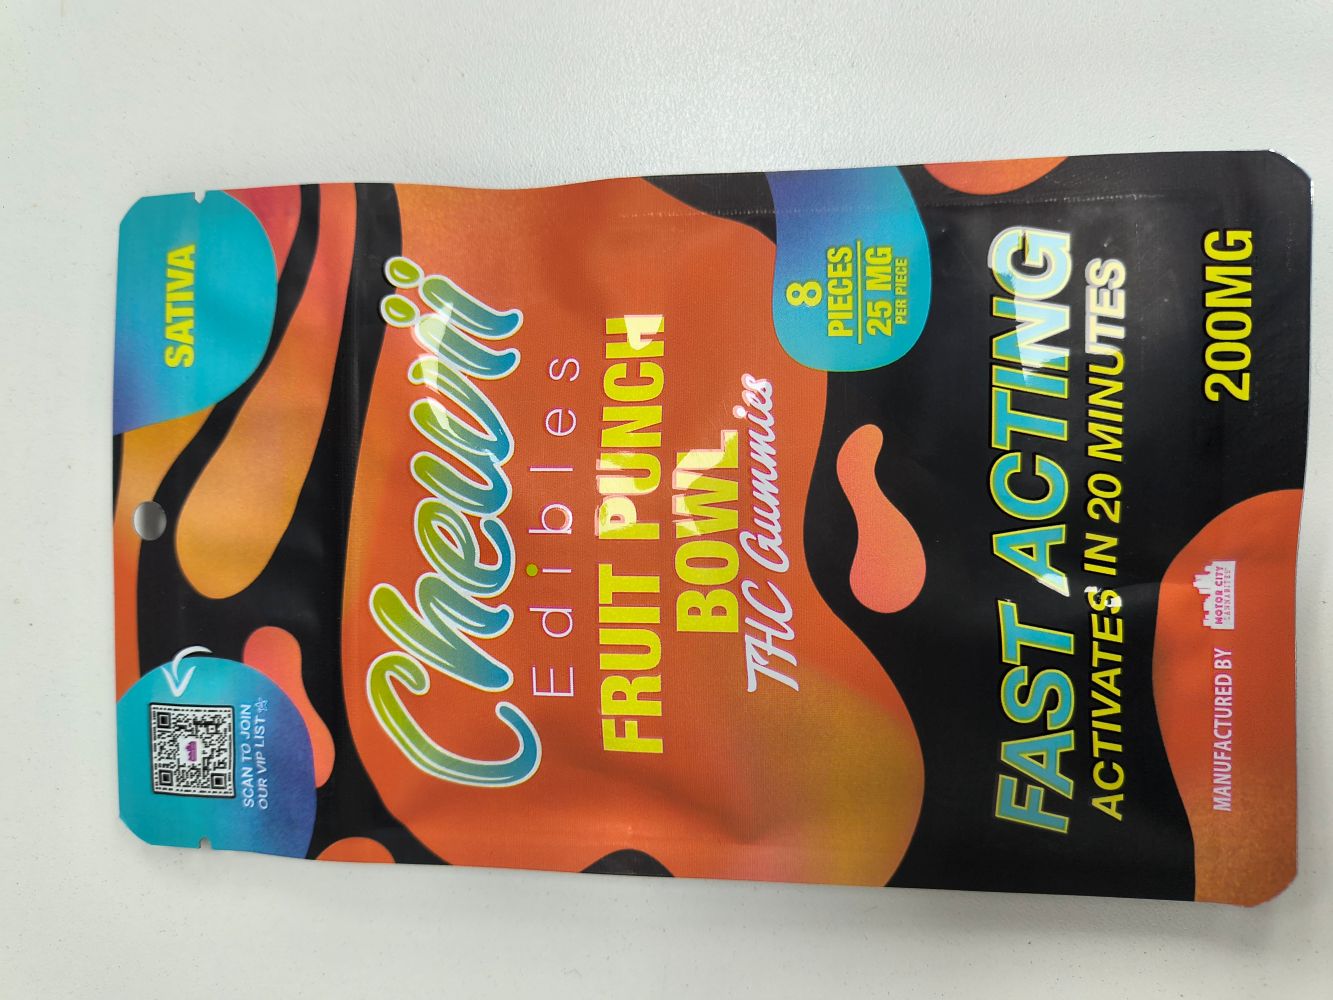 SCAN TO JOIN
OUR VIP LIST
SATIVA
Chewii
Edibles
FRUIT PUNCH
BOWL
THC Gummies
8
PIECES
25 MG
PER PIECE
FAST ACTING
ACTIVATES IN 20 MINUTES
MANUFACTURED BY
MOTOR CITY
CANNABITES
200MG